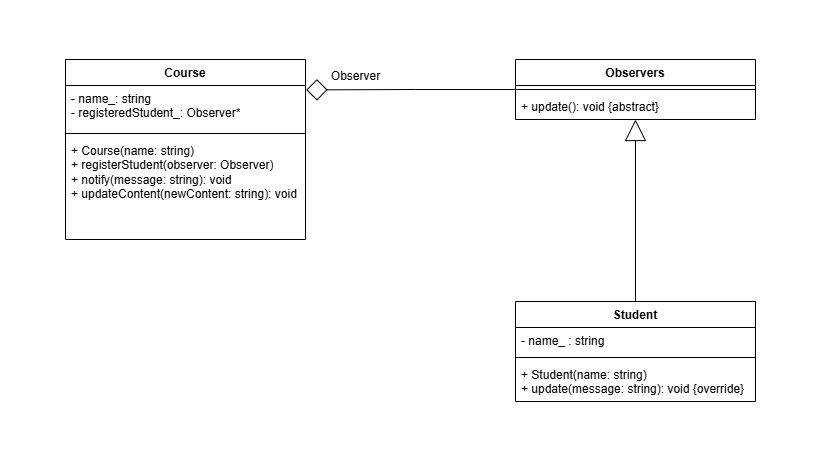 Course
- name_: string
- registeredStudent_: Observer*
+ Course(name: string)
+ registerStudent(observer: Observer)
+ notify(message: string): void
+ updateContent(newContent: string): void
Observer
Observers
+ update(): void {abstract}
Student
- name_ : string
+ Student(name: string)
+ update(message: string): void {override}